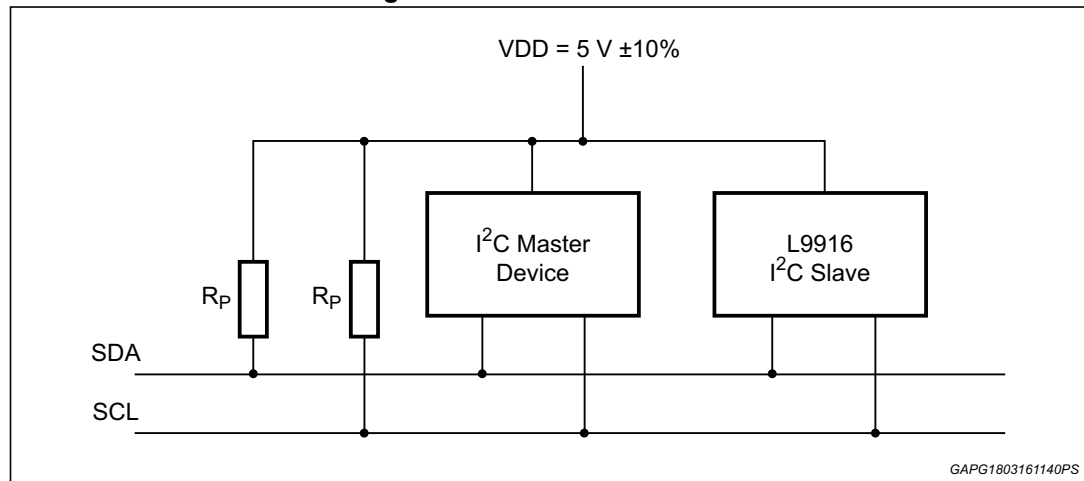 VDD = 5 V ±10%
I²C Master
Device
L9916
I²C Slave
RP
RP
SDA
SCL
GAPG1803161140PS